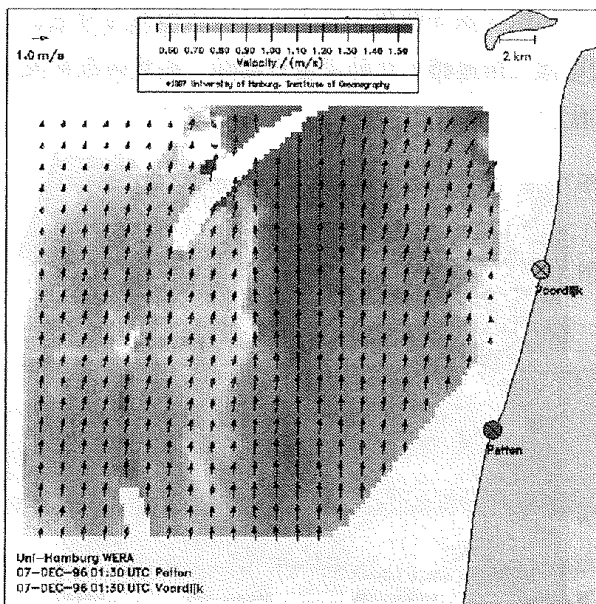 0.60 0.70 0.80 0.90 1.00 1.10 1.20 1.30 1.40 1.50
Velocity / (m/s)
©1997 University of Hamburg, Institute of Oceanography
1.0 m/s
2 km
Voordijk
Petten
Uni-Hamburg WERA
07-DEC-96 01:30 UTC Petten
07-DEC-96 01:30 UTC Voordijk